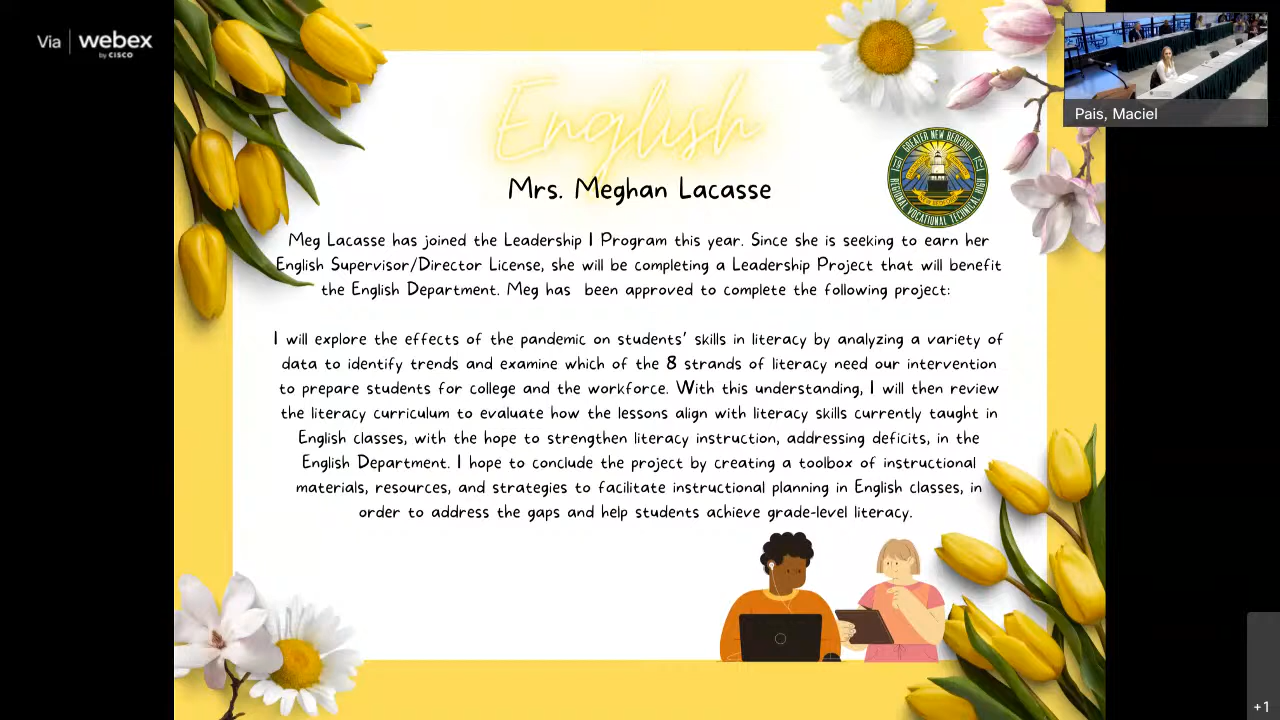 Via | webex
by CISCO
Pais, Maciel
English
GREATER NEW BEDFORD
REGIONAL VOCATIONAL TECHNICAL HIGH
Mrs. Meghan Lacasse
Meg Lacasse has joined the Leadership I Program this year. Since she is seeking to earn her
English Supervisor/Director License, she will be completing a Leadership Project that will benefit
the English Department. Meg has been approved to complete the following project:
I will explore the effects of the pandemic on students' skills in literacy by analyzing a variety of
data to identify trends and examine which of the 8 strands of literacy need our intervention
to prepare students for college and the workforce. With this understanding, I will then review
the literacy curriculum to evaluate how the lessons align with literacy skills currently taught in
English classes, with the hope to strengthen literacy instruction, addressing deficits, in the
English Department. I hope to conclude the project by creating a toolbox of instructional
materials, resources, and strategies to facilitate instructional planning in English classes, in
order to address the gaps and help students achieve grade-level literacy.
+1